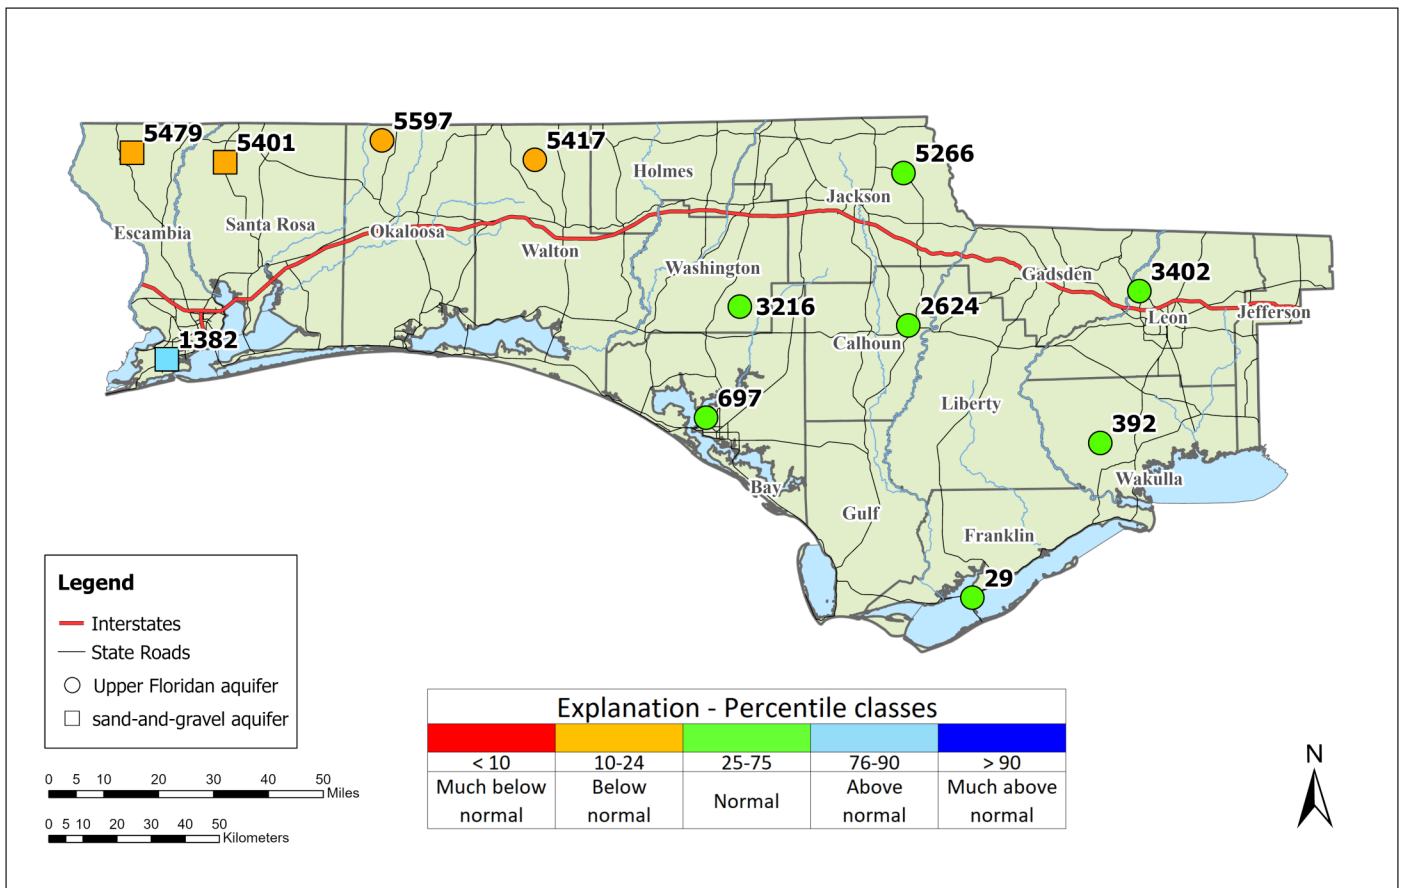 5479
5401
5597
5417
5266
Holmes
Jackson
Escambia
Santa Rosa
Okaloosa
Walton
Washington
Gadsden
3402
3216
2624
Leon
Jefferson
1382
Calhoun
697
Liberty
392
Bay
Wakulla
Gulf
Franklin
29
Legend
Interstates
State Roads
Upper Floridan aquifer
sand-and-gravel aquifer
0 5 10 20 30 40 50
Miles
0 5 10 20 30 40 50
Kilometers
Explanation - Percentile classes
< 10 10-24 25-75 76-90 > 90
Much below normal
Below normal
Normal
Above normal
Much above normal
N